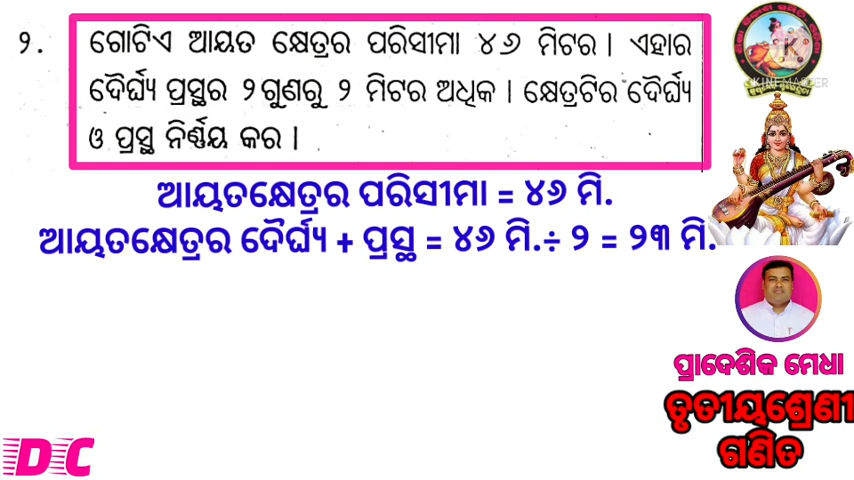 ୨. ଗୋଟିଏ ଆୟତ କ୍ଷେତ୍ରର ପରିସୀମା ୪୬ ମିଟର। ଏହାର
ଦୈର୍ଘ୍ୟ ପ୍ରସ୍ଥର ୨ଗୁଣରୁ ୨ ମିଟର ଅଧିକ। କ୍ଷେତ୍ରଟିର ଦୈର୍ଘ୍ୟ
ଓ ପ୍ରସ୍ଥ ନିର୍ଣ୍ଣୟ କର।
ଆୟତକ୍ଷେତ୍ରର ପରିସୀମା = ୪୬ ମି.
ଆୟତକ୍ଷେତ୍ରର ଦୈର୍ଘ୍ୟ + ପ୍ରସ୍ଥ = ୪୬ ମି.÷ ୨ = ୨୩ ମି.
ପ୍ରାଦେଶିକ ମେଧା
ତୃତୀୟଶ୍ରେଣୀ
ଗଣିତ
DC